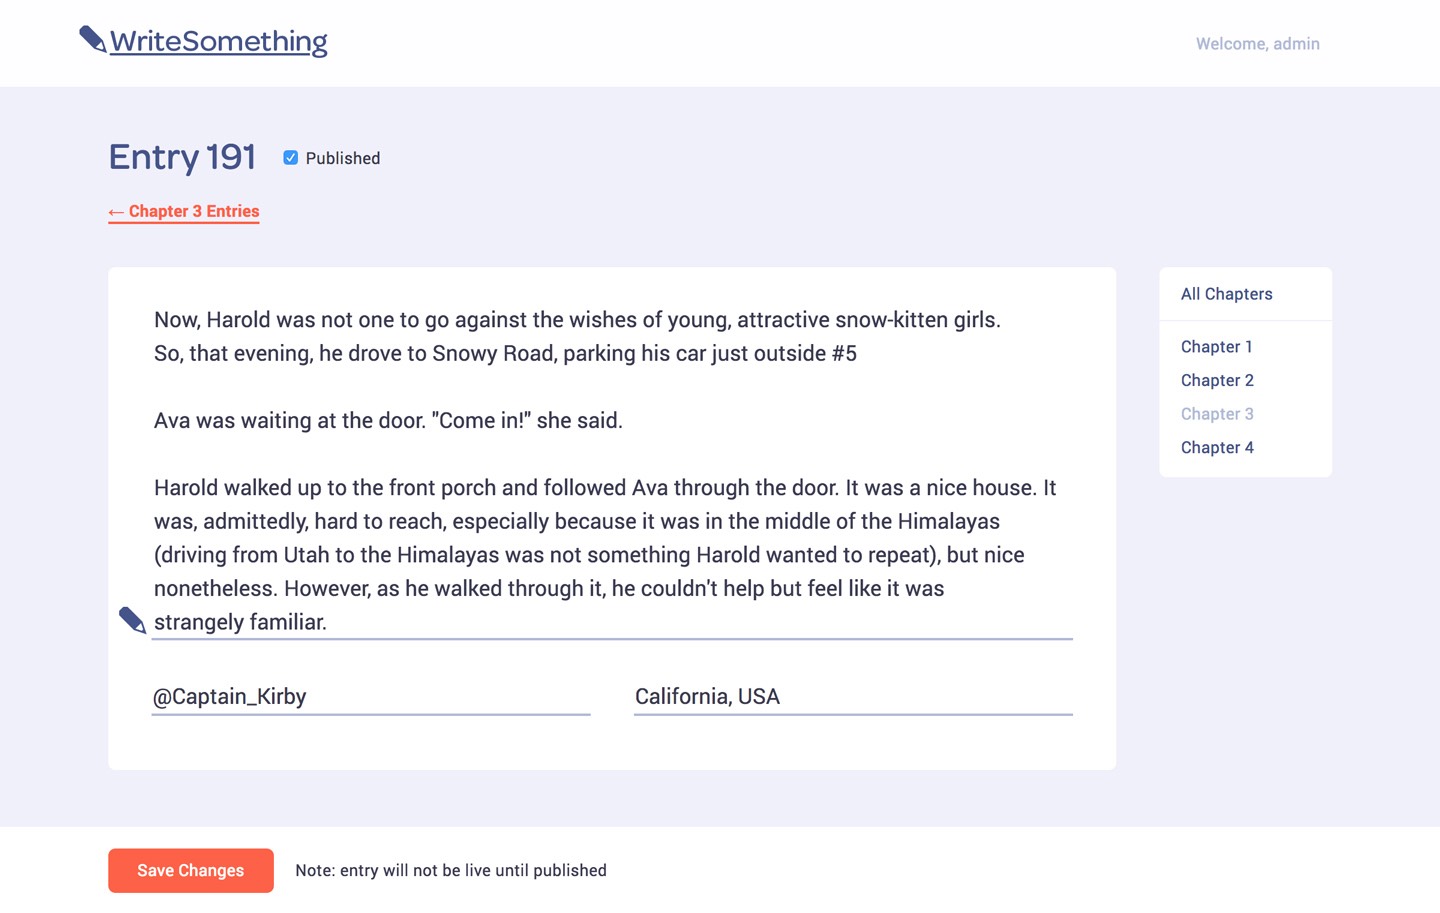 WriteSomething
Welcome, admin
Entry 191
Published
← Chapter 3 Entries
Now, Harold was not one to go against the wishes of young, attractive snow-kitten girls.
So, that evening, he drove to Snowy Road, parking his car just outside #5
Ava was waiting at the door. "Come in!" she said.
Harold walked up to the front porch and followed Ava through the door. It was a nice house. It
was, admittedly, hard to reach, especially because it was in the middle of the Himalayas
(driving from Utah to the Himalayas was not something Harold wanted to repeat), but nice
nonetheless. However, as he walked through it, he couldn't help but feel like it was
strangely familiar.
@Captain_Kirby
California, USA
All Chapters
Chapter 1
Chapter 2
Chapter 3
Chapter 4
Save Changes
Note: entry will not be live until published